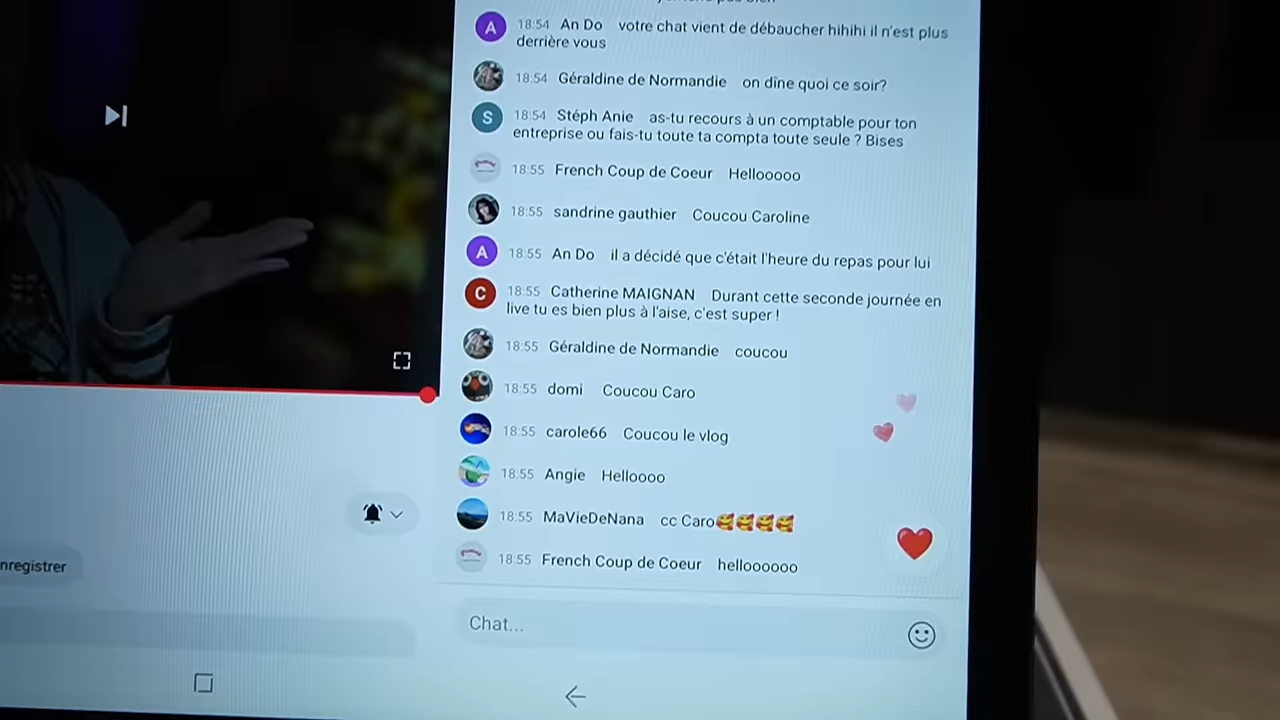 A 18:54 An Do votre chat vient de débaucher hihihi il n'est plus
derrière vous
18:54 Géraldine de Normandie on dîne quoi ce soir?
S 18:54 Stéph Anie as-tu recours à un comptable pour ton
entreprise ou fais-tu toute ta compta toute seule ? Bises
18:55 French Coup de Coeur Hellooooo
18:55 sandrine gauthier Coucou Caroline
A 18:55 An Do il a décidé que c'était l'heure du repas pour lui
C 18:55 Catherine MAIGNAN Durant cette seconde journée en
live tu es bien plus à l'aise, c'est super !
18:55 Géraldine de Normandie coucou
18:55 domi Coucou Caro
18:55 carole66 Coucou le vlog
18:55 Angie Helloooo
18:55 MaVieDeNana cc Caro🥰🥰🥰🥰
18:55 French Coup de Coeur helloooooo
nregistrer
Chat...